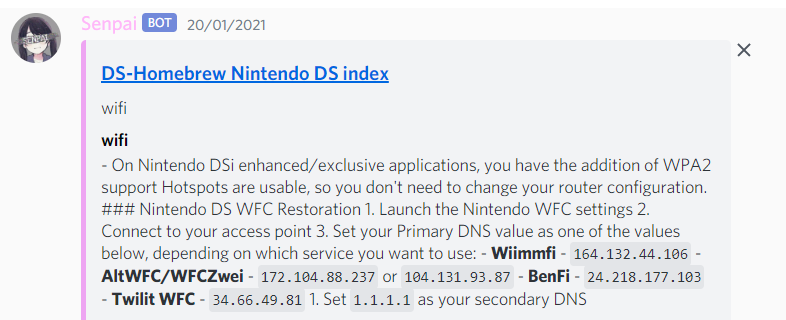 Senpai BOT 20/01/2021
SENPAI
DS-Homebrew Nintendo DS index
wifi
wifi
- On Nintendo DSi enhanced/exclusive applications, you have the addition of WPA2
support Hotspots are usable, so you don't need to change your router configuration.
### Nintendo DS WFC Restoration 1. Launch the Nintendo WFC settings 2.
Connect to your access point 3. Set your Primary DNS value as one of the values
below, depending on which service you want to use: - Wiimmfi - 164.132.44.106 -
AltWFC/WFCZwei - 172.104.88.237 or 104.131.93.87 - BenFi - 24.218.177.103
- Twilit WFC - 34.66.49.81 1. Set 1.1.1.1 as your secondary DNS